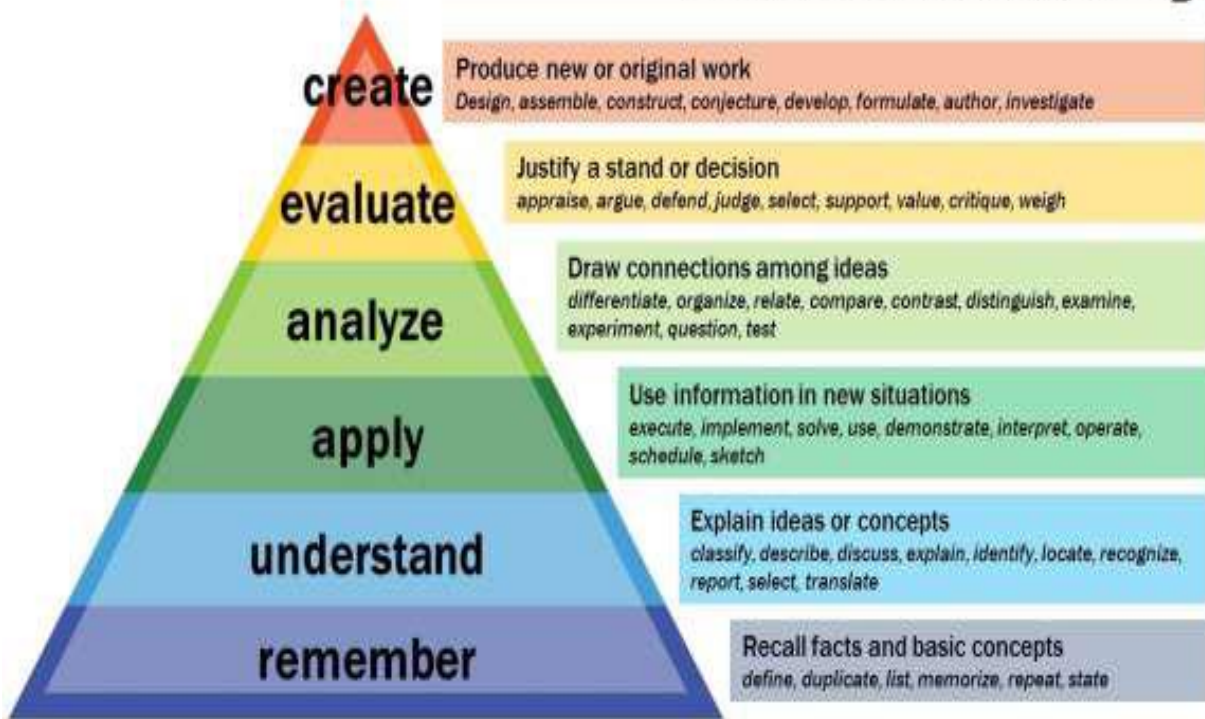 create
Produce new or original work
Design, assemble, construct, conjecture, develop, formulate, author, investigate
evaluate
Justify a stand or decision
appraise, argue, defend, judge, select, support, value, critique, weigh
analyze
Draw connections among ideas
differentiate, organize, relate, compare, contrast, distinguish, examine,
experiment, question, test
apply
Use information in new situations
execute, implement, solve, use, demonstrate, interpret, operate,
schedule, sketch
understand
Explain ideas or concepts
classify, describe, discuss, explain, identify, locate, recognize,
report, select, translate
remember
Recall facts and basic concepts
define, duplicate, list, memorize, repeat, state